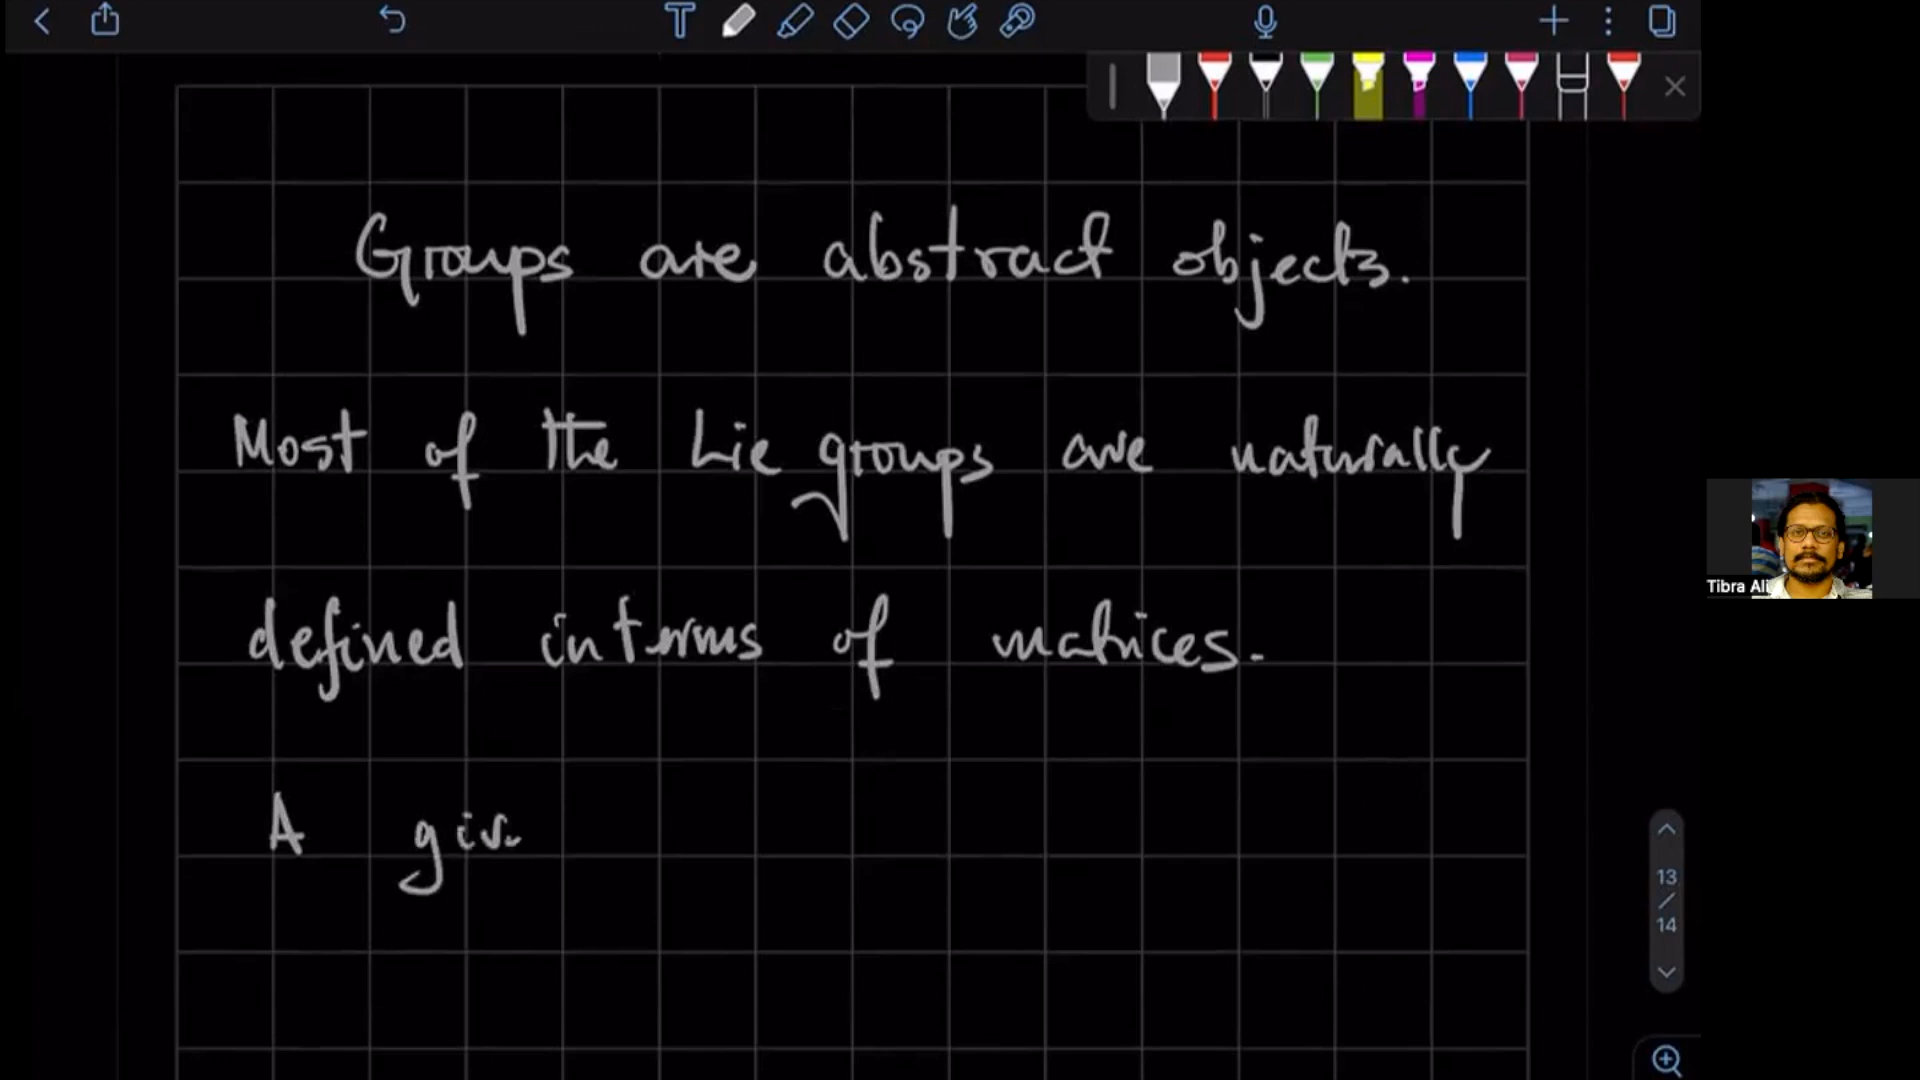 Groups are abstract objects.
Most of the Lie groups are naturally
defined in terms of matrices.
A giv
Tibra Ali
13
/
14